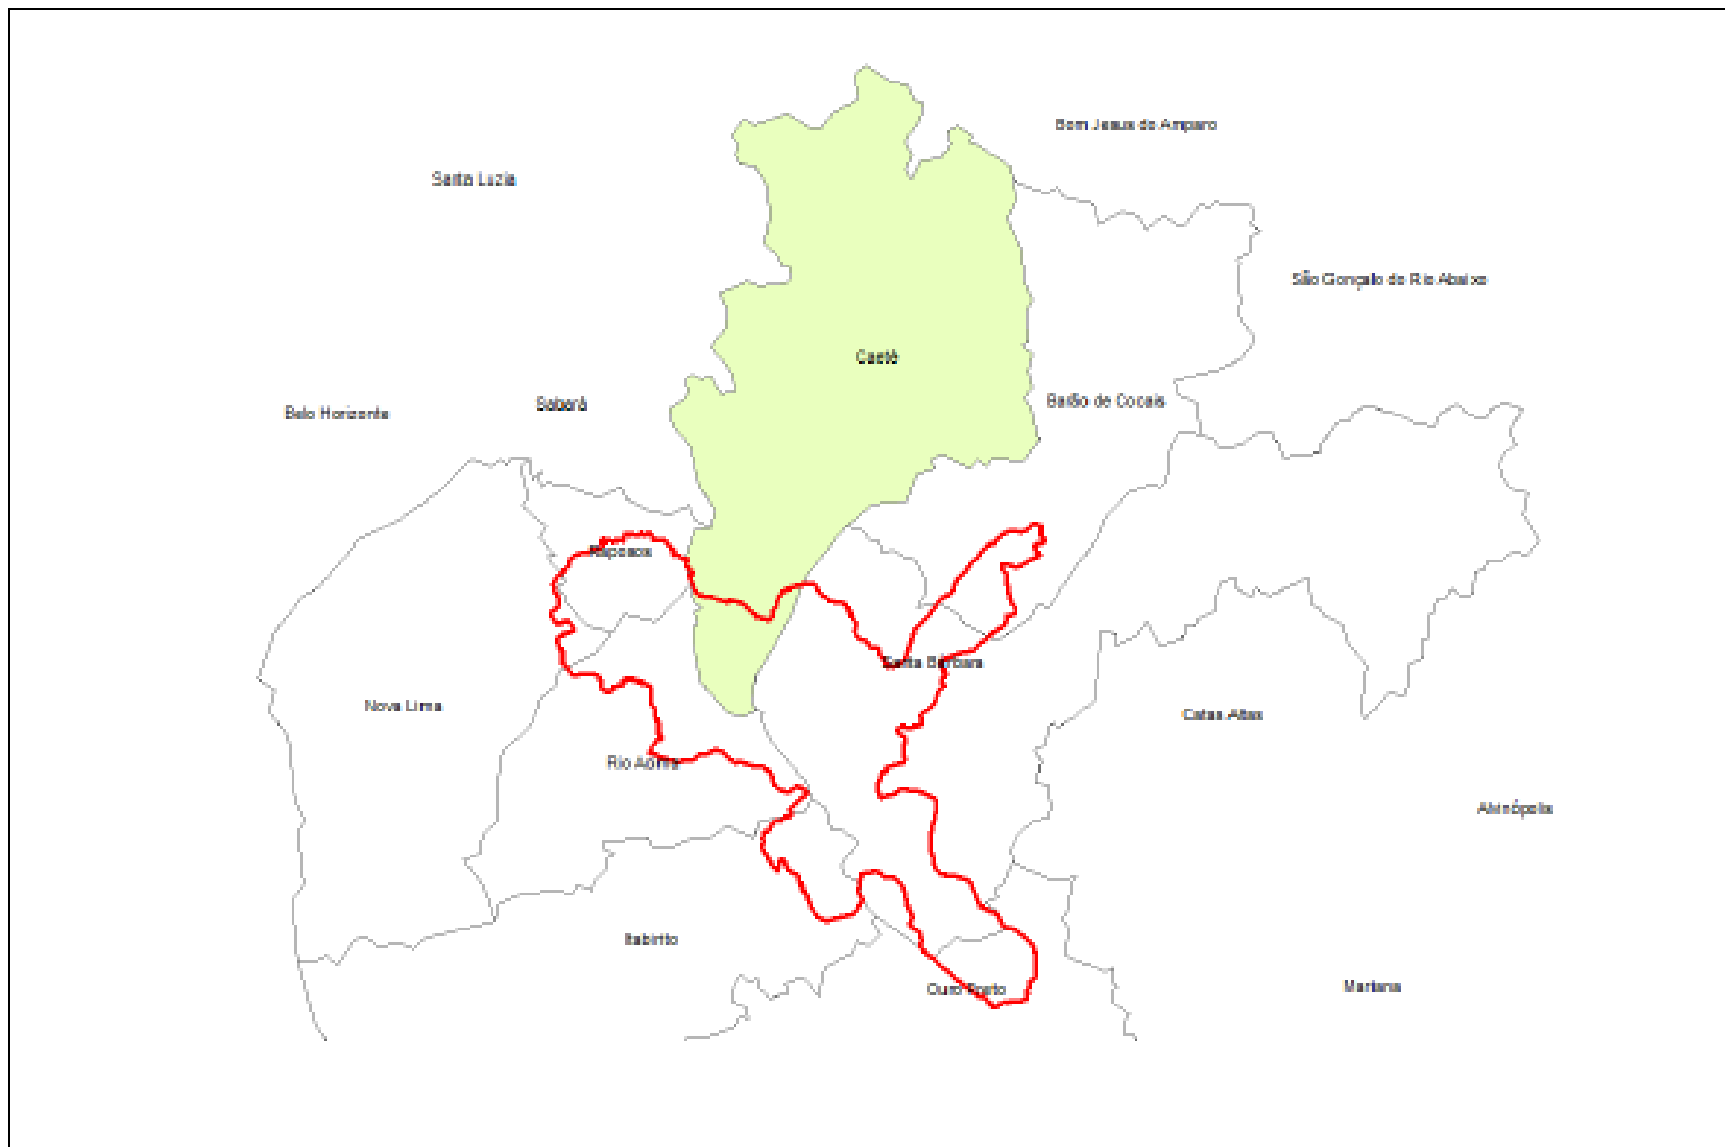 Bom Jesus do Amparo
Santa Luzia
São Gonçalo do Rio Abaixo
Caeté
Barão de Cocais
Sabará
Belo Horizonte
Raposos
Santa Bárbara
Nova Lima
Catas Altas
Rio Acima
Alvinópolis
Itabirito
Mariana
Ouro Preto